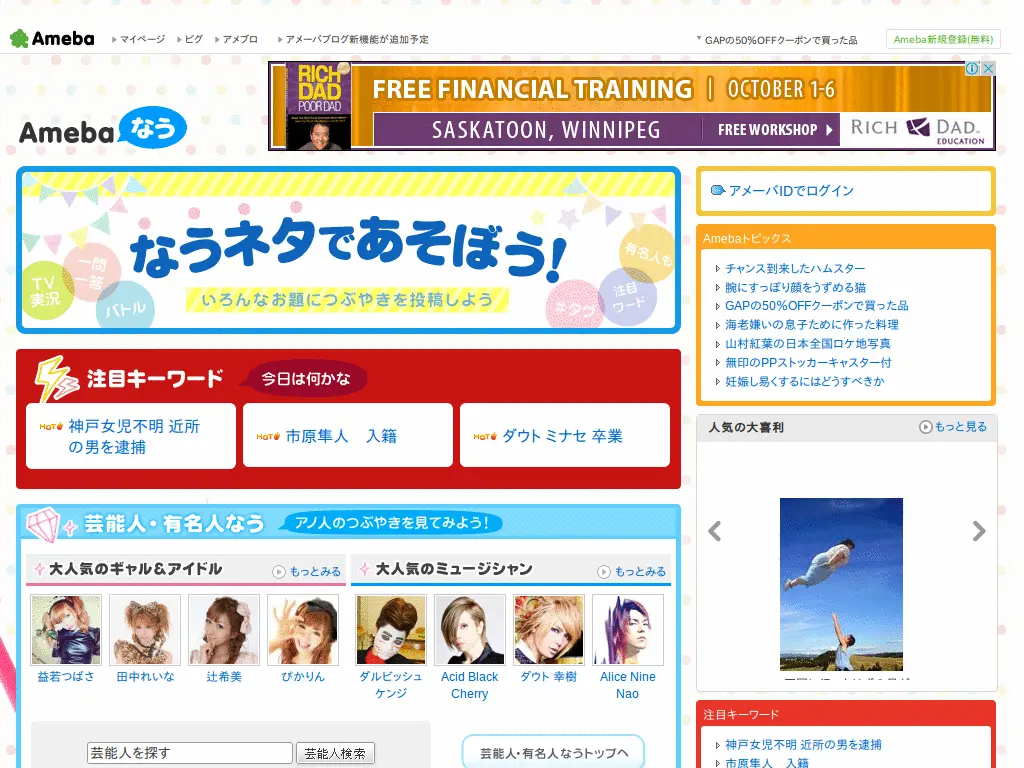 Ameba
マイページ
ピグ
アメブロ
アメーバブログ新機能が追加予定
GAPの50%OFFクーポンで買った品
Ameba新規登録(無料)
RICH DAD POOR DAD
FREE FINANCIAL TRAINING | OCTOBER 1-6
SASKATOON, WINNIPEG
FREE WORKSHOP
RICH DAD
EDUCATION
Ameba なう
なうネタであそぼう!
いろんなお題につぶやきを投稿しよう
TV実況
一問一答
バトル
有名人も
注目ワード
#タグ
アメーバIDでログイン
Amebaトピックス
チャンス到来したハムスター
腕にすっぽり顔をうずめる猫
GAPの50%OFFクーポンで買った品
海老嫌いの息子ために作った料理
山村紅葉の日本全国ロケ地写真
無印のPPストッカーキャスター付
妊娠し易くするにはどうすべきか
注目キーワード
今日は何かな
HOT 神戸女児不明 近所
の男を逮捕
HOT 市原隼人 入籍
HOT ダウト ミナセ 卒業
人気の大喜利
もっと見る
芸能人・有名人なう
アノ人のつぶやきを見てみよう!
大人気のギャル&アイドル
もっとみる
大人気のミュージシャン
もっとみる
益若つばさ
田中れいな
辻希美
ぴかりん
ダルビッシュ
ケンジ
Acid Black
Cherry
ダウト 幸樹
Alice Nine
Nao
芸能人を探す
芸能人検索
芸能人・有名人なうトップへ
注目キーワード
神戸女児不明 近所の男を逮捕
市原隼人 入籍